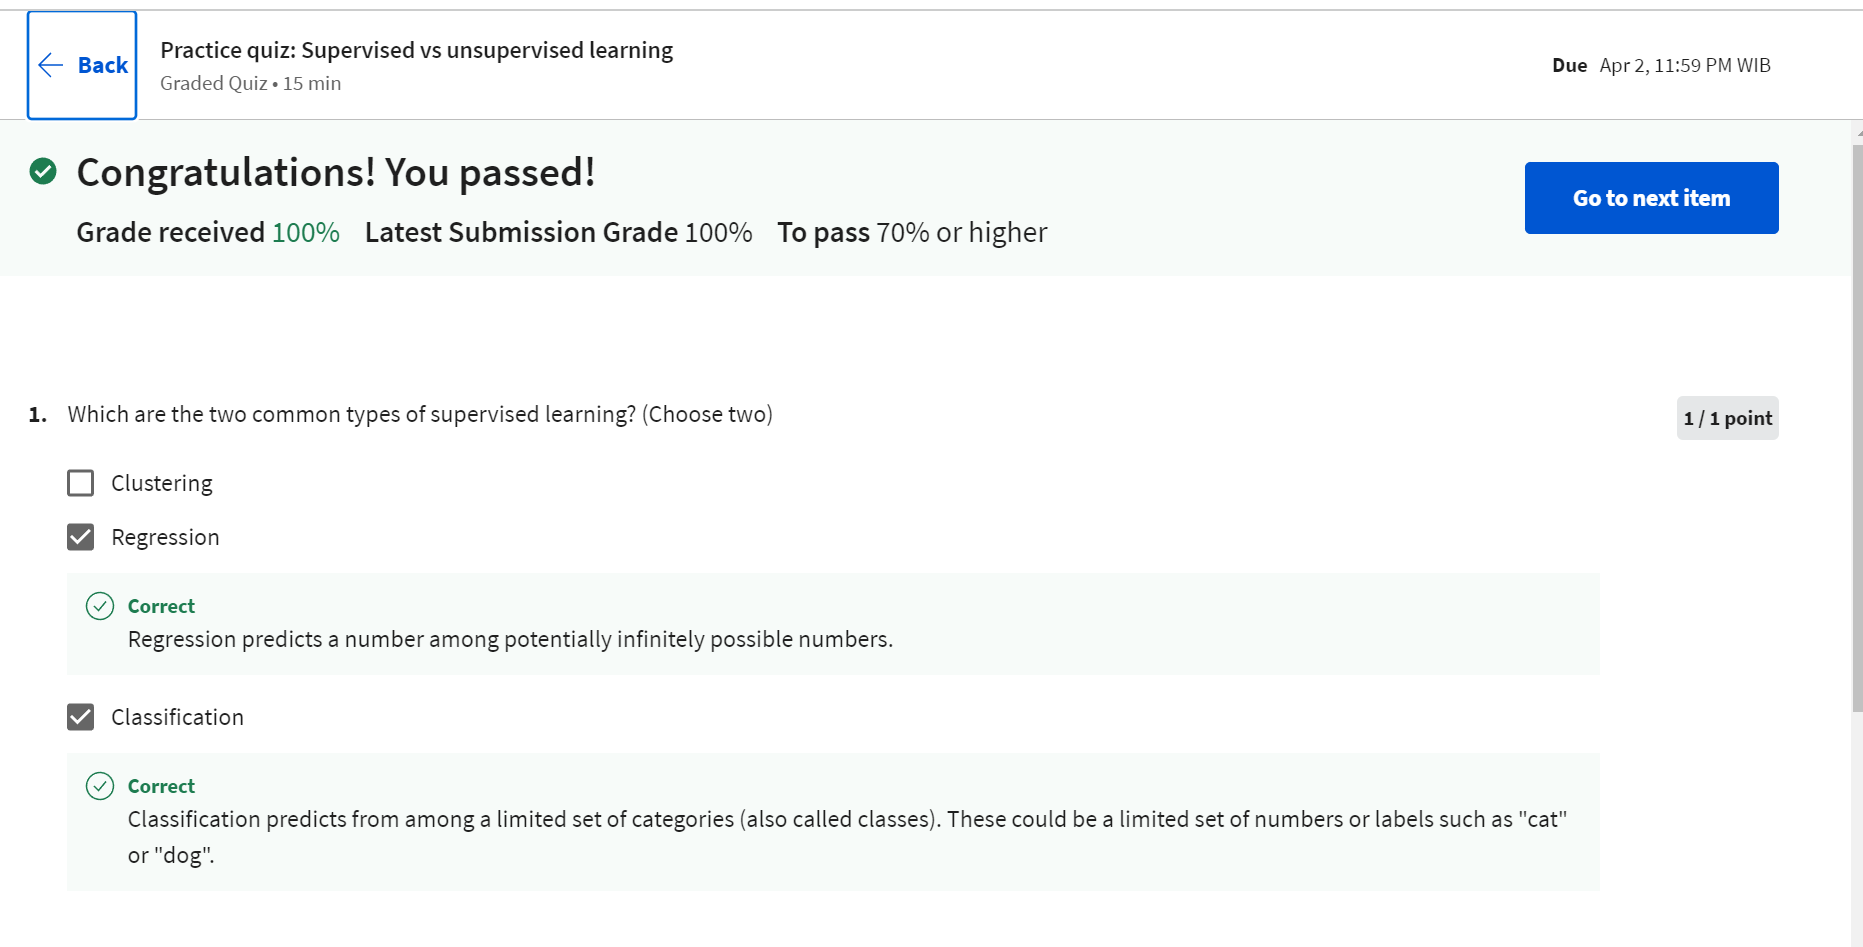 Back
Practice quiz: Supervised vs unsupervised learning
Graded Quiz • 15 min
Due Apr 2, 11:59 PM WIB
Congratulations! You passed!
Grade received 100% Latest Submission Grade 100% To pass 70% or higher
Go to next item
1. Which are the two common types of supervised learning? (Choose two)
1 / 1 point
Clustering
Regression
Correct
Regression predicts a number among potentially infinitely possible numbers.
Classification
Correct
Classification predicts from among a limited set of categories (also called classes). These could be a limited set of numbers or labels such as "cat"
or "dog".